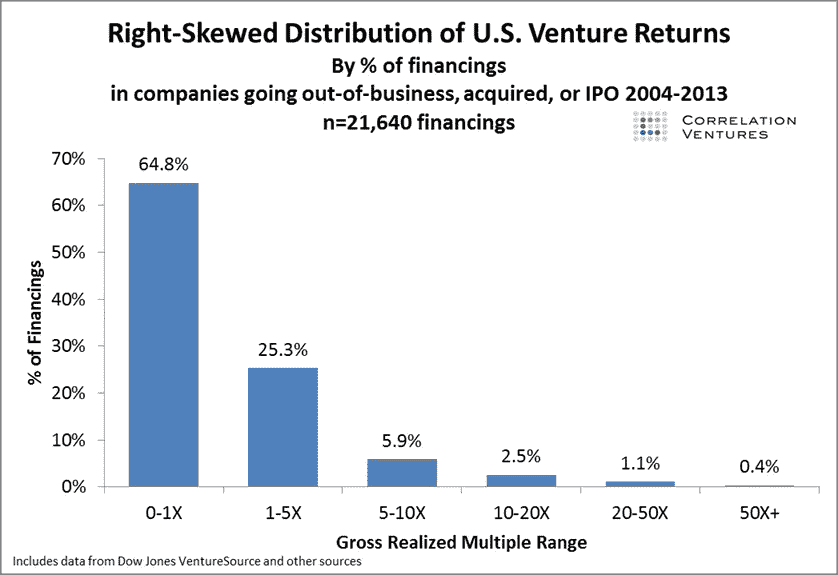 Right-Skewed Distribution of U.S. Venture Returns
By % of financings
in companies going out-of-business, acquired, or IPO 2004-2013
n=21,640 financings
CORRELATION
VENTURES
% of Financings
70%
60%
50%
40%
30%
20%
10%
0%
64.8%
25.3%
5.9%
2.5%
1.1%
0.4%
0-1X
1-5X
5-10X
10-20X
20-50X
50X+
Gross Realized Multiple Range
Includes data from Dow Jones VentureSource and other sources